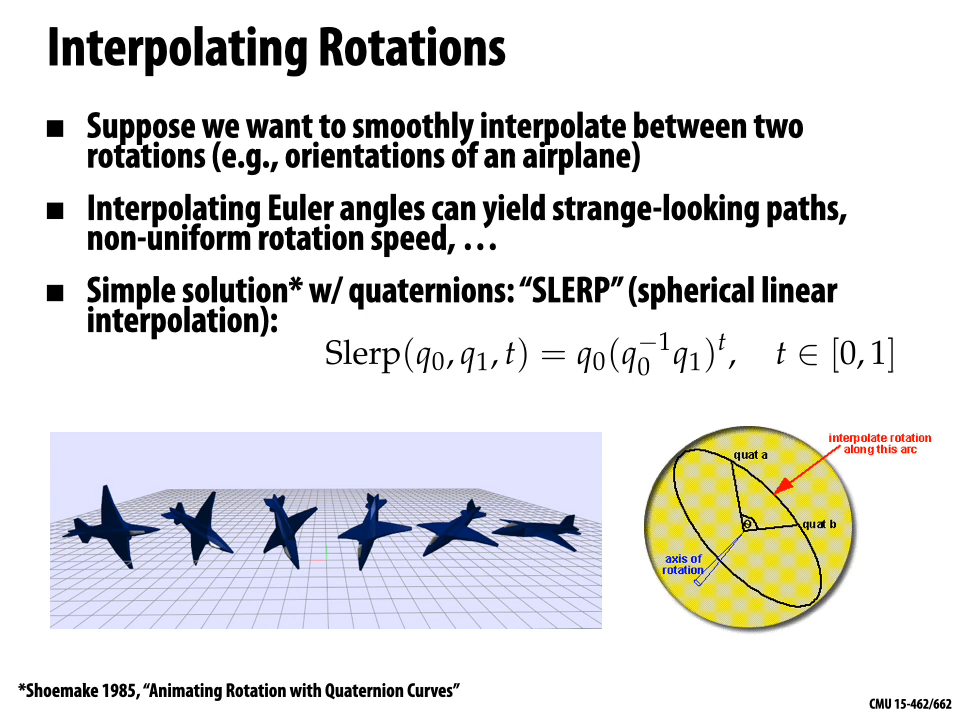 Interpolating Rotations
■ Suppose we want to smoothly interpolate between two
rotations (e.g., orientations of an airplane)
■ Interpolating Euler angles can yield strange-looking paths,
non-uniform rotation speed, …
■ Simple solution* w/ quaternions: “SLERP” (spherical linear
interpolation):
Slerp(q₀, q₁, t) = q₀(q₀⁻¹q₁)ᵗ, t ∈ [0, 1]
interpolate rotation
along this arc
quat a
θ
quat b
axis of
rotation
*Shoemake 1985, “Animating Rotation with Quaternion Curves”
CMU 15-462/662